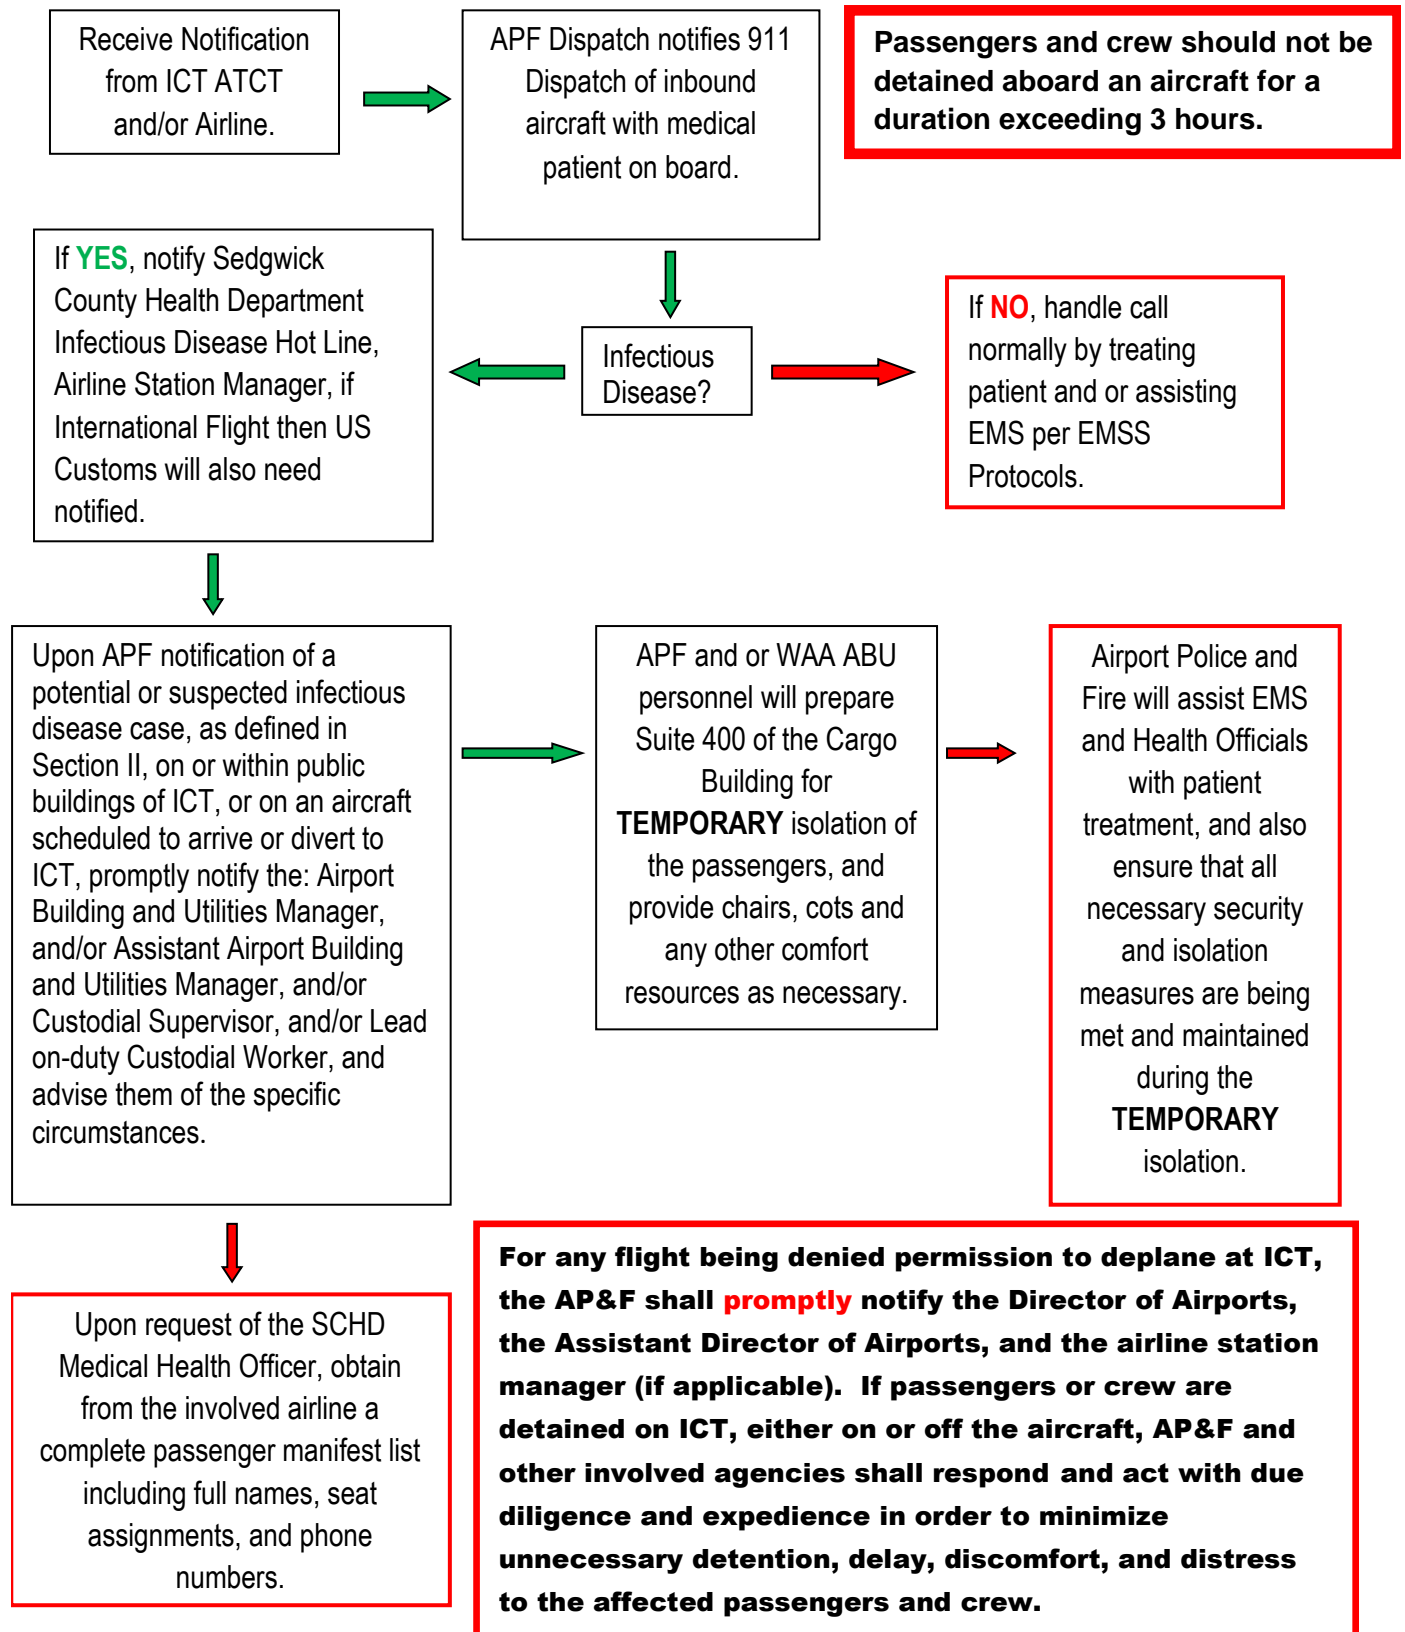 Receive Notification
from ICT ATCT
and/or Airline.
APF Dispatch notifies 911
Dispatch of inbound
aircraft with medical
patient on board.
Passengers and crew should not be
detained aboard an aircraft for a
duration exceeding 3 hours.
If YES, notify Sedgwick
County Health Department
Infectious Disease Hot Line,
Airline Station Manager, if
International Flight then US
Customs will also need
notified.
Infectious
Disease?
If NO, handle call
normally by treating
patient and or assisting
EMS per EMSS
Protocols.
Upon APF notification of a
potential or suspected infectious
disease case, as defined in
Section II, on or within public
buildings of ICT, or on an aircraft
scheduled to arrive or divert to
ICT, promptly notify the: Airport
Building and Utilities Manager,
and/or Assistant Airport Building
and Utilities Manager, and/or
Custodial Supervisor, and/or Lead
on-duty Custodial Worker, and
advise them of the specific
circumstances.
APF and or WAA ABU
personnel will prepare
Suite 400 of the Cargo
Building for
TEMPORARY isolation of
the passengers, and
provide chairs, cots and
any other comfort
resources as necessary.
Airport Police and
Fire will assist EMS
and Health Officials
with patient
treatment, and also
ensure that all
necessary security
and isolation
measures are being
met and maintained
during the
TEMPORARY
isolation.
Upon request of the SCHD
Medical Health Officer, obtain
from the involved airline a
complete passenger manifest list
including full names, seat
assignments, and phone
numbers.
For any flight being denied permission to deplane at ICT,
the AP&F shall promptly notify the Director of Airports,
the Assistant Director of Airports, and the airline station
manager (if applicable).  If passengers or crew are
detained on ICT, either on or off the aircraft, AP&F and
other involved agencies shall respond and act with due
diligence and expedience in order to minimize
unnecessary detention, delay, discomfort, and distress
to the affected passengers and crew.